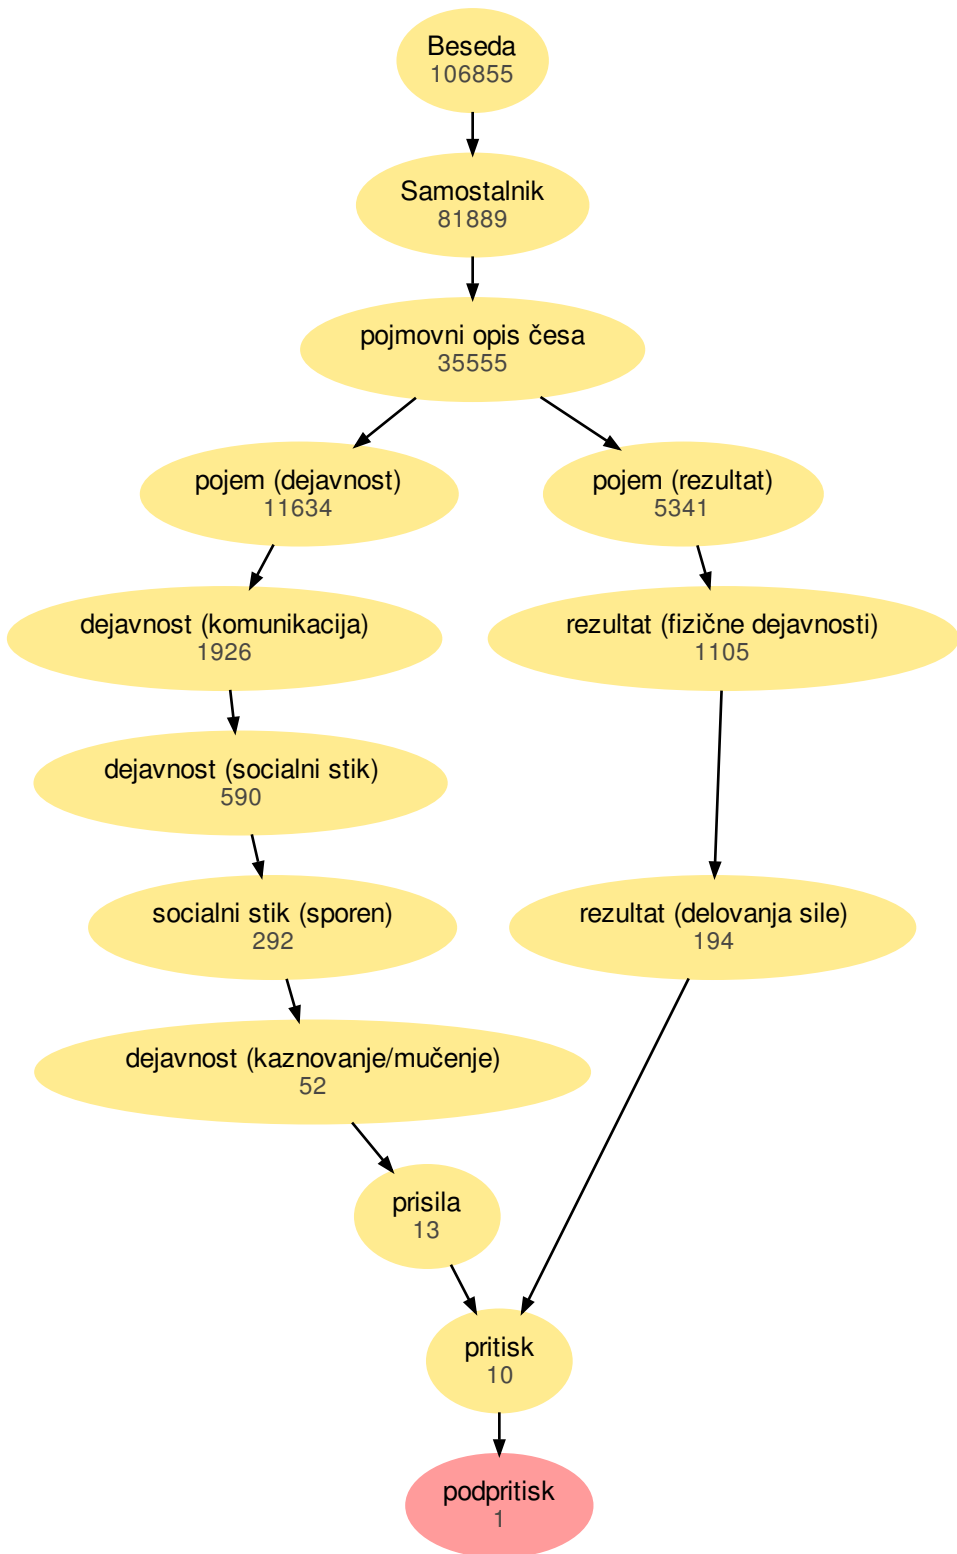 Beseda
106855
Samostalnik
81889
pojmovni opis česa
35555
pojem (dejavnost)
11634
pojem (rezultat)
5341
dejavnost (komunikacija)
1926
rezultat (fizične dejavnosti)
1105
dejavnost (socialni stik)
590
socialni stik (sporen)
292
rezultat (delovanja sile)
194
dejavnost (kaznovanje/mučenje)
52
prisila
13
pritisk
10
podpritisk
1